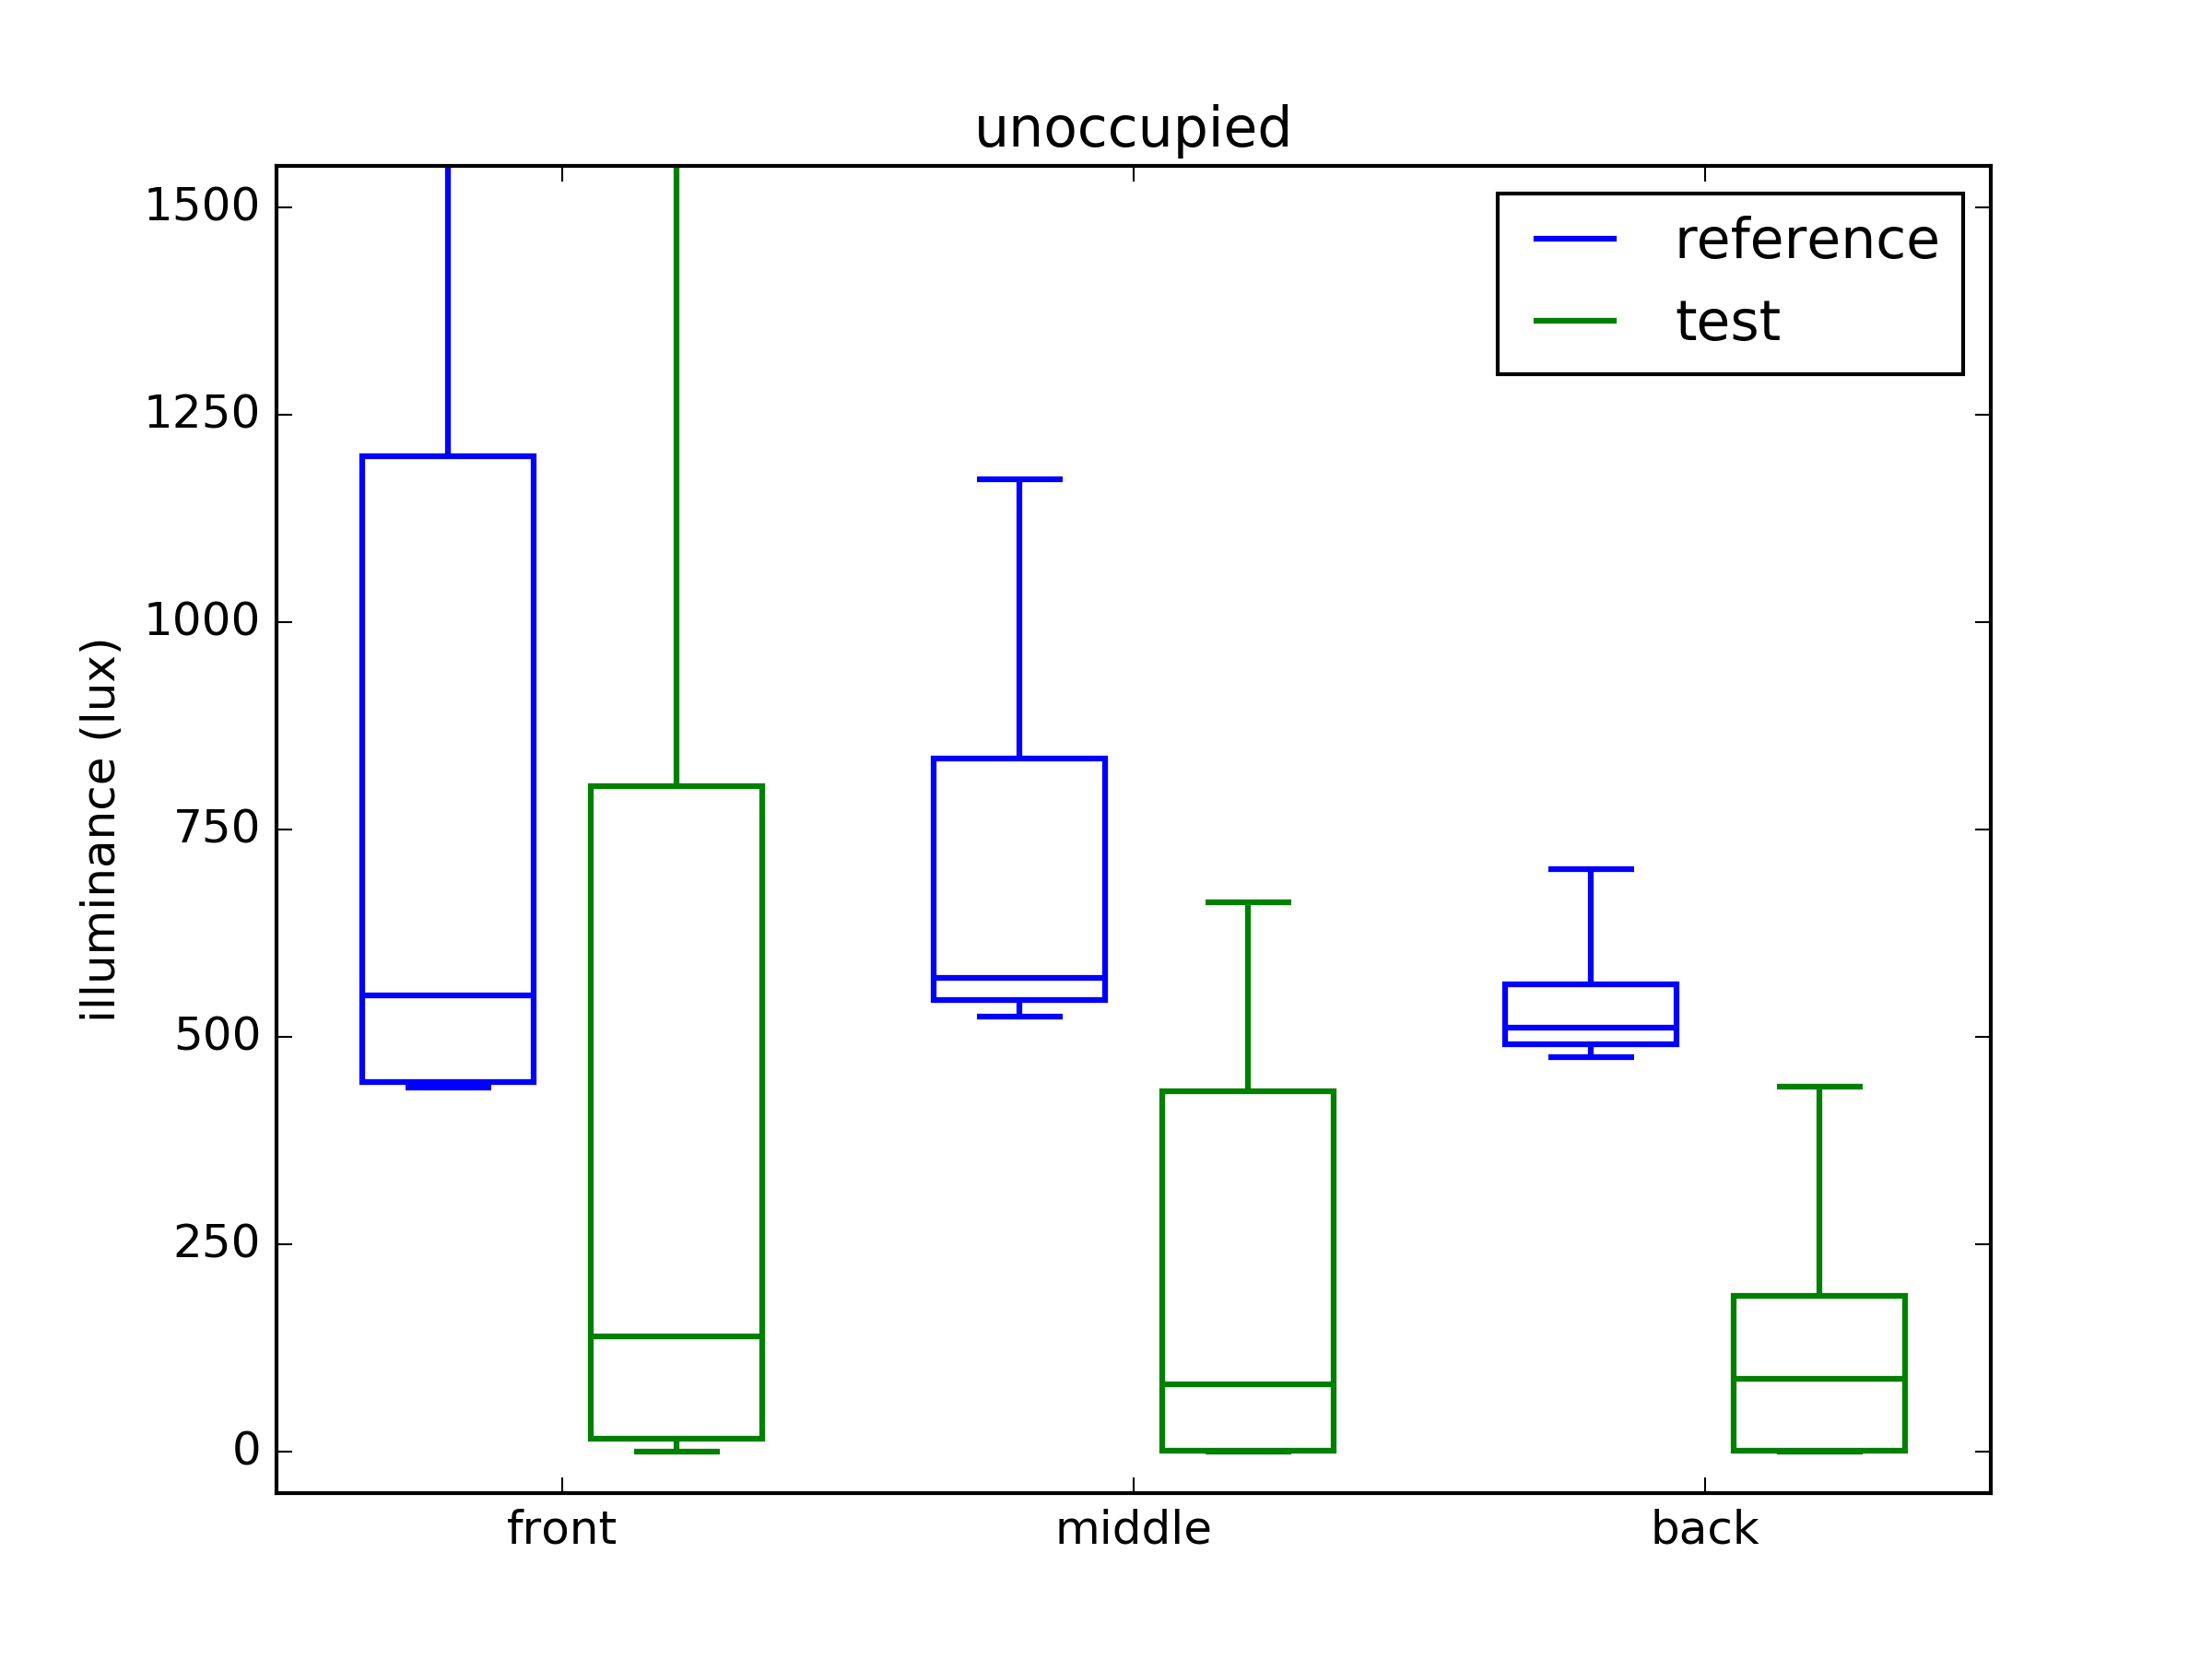 unoccupied
1500
1250
1000
750
500
250
0
illuminance (lux)
reference
test
front
middle
back